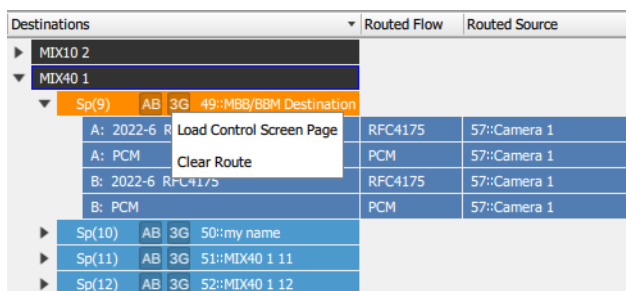 Destinations Routed Flow Routed Source
MIX10 2
MIX40 1
Sp(9) AB 3G 49::MBB/BBM Destination
A: 2022-6 R Load Control Screen Page RFC4175 57::Camera 1
A: PCM Clear Route PCM 57::Camera 1
B: 2022-6 RFC4175 RFC4175 57::Camera 1
B: PCM PCM 57::Camera 1
Sp(10) AB 3G 50::my name
Sp(11) AB 3G 51::MIX40 1 11
Sp(12) AB 3G 52::MIX40 1 12